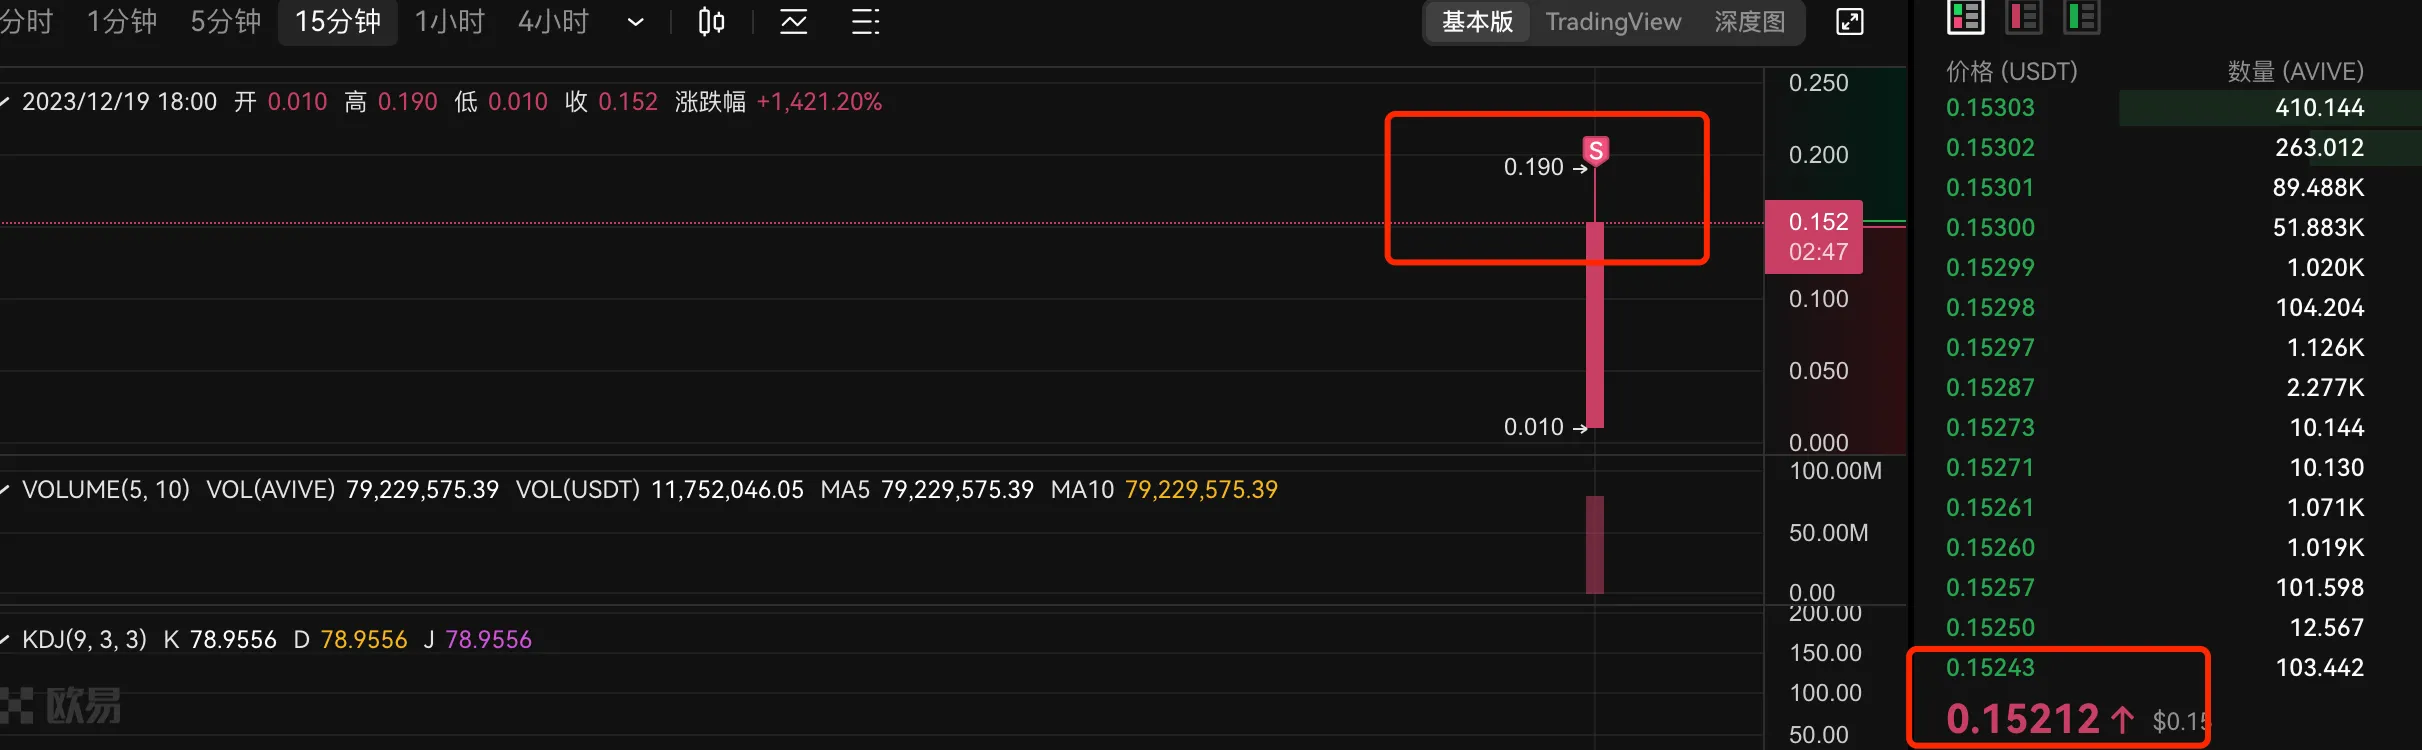 分时 1分钟 5分钟 15分钟 1小时 4小时
基本版 TradingView 深度图
2023/12/19 18:00 开 0.010 高 0.190 低 0.010 收 0.152 涨跌幅 +1,421.20%
S
0.190
0.010
0.250
0.200
0.152
02:47
0.100
0.050
0.000
VOLUME(5, 10) VOL(AVIVE) 79,229,575.39 VOL(USDT) 11,752,046.05 MA5 79,229,575.39 MA10 79,229,575.39
100.00M
50.00M
0.00
KDJ(9, 3, 3) K 78.9556 D 78.9556 J 78.9556
200.00
150.00
100.00
50.00
欧易
价格 (USDT) 数量 (AVIVE)
0.15303 410.144
0.15302 263.012
0.15301 89.488K
0.15300 51.883K
0.15299 1.020K
0.15298 104.204
0.15297 1.126K
0.15287 2.277K
0.15273 10.144
0.15271 10.130
0.15261 1.071K
0.15260 1.019K
0.15257 101.598
0.15250 12.567
0.15243 103.442
0.15212↑ $0.15